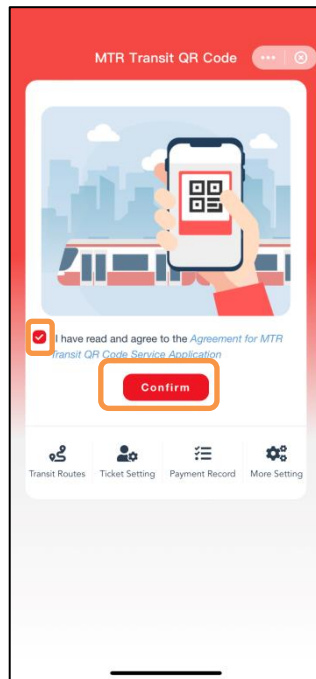 MTR Transit QR Code
I have read and agree to the Agreement for MTR
Transit QR Code Service Application
Confirm
Transit Routes Ticket Setting Payment Record More Setting